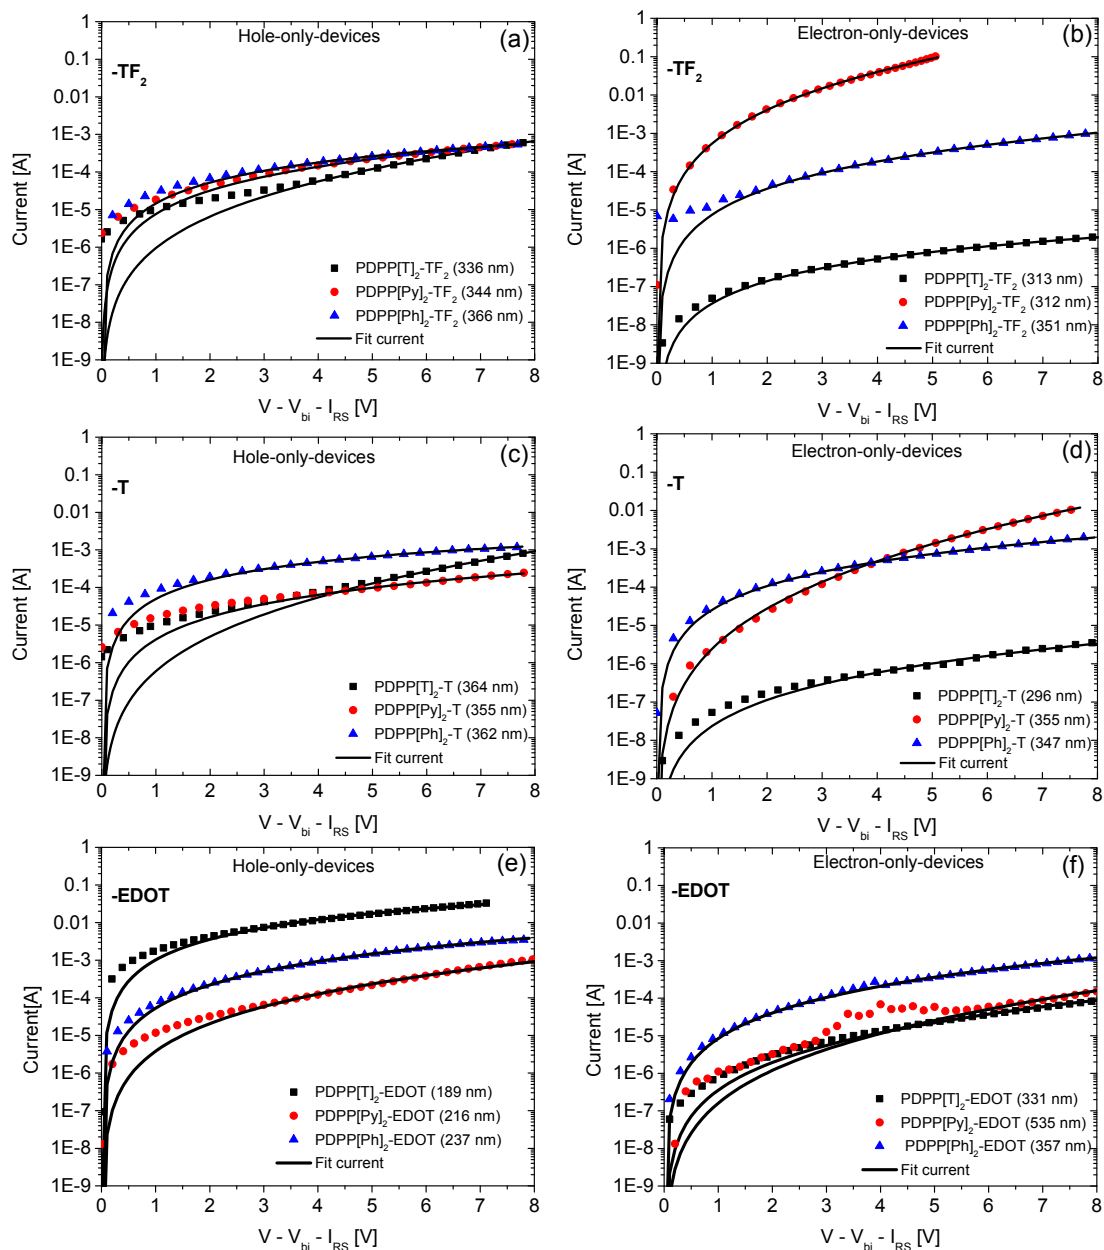 Hole-only-devices
(a)
-TF2
1
0.1
0.01
1E-3
1E-4
1E-5
1E-6
1E-7
1E-8
1E-9
Current [A]
PDPP[T]2-TF2 (336 nm)
PDPP[Py]2-TF2 (344 nm)
PDPP[Ph]2-TF2 (366 nm)
Fit current
0 1 2 3 4 5 6 7 8
V - Vbi - IRS [V]
Electron-only-devices
(b)
-TF2
1
0.1
0.01
1E-3
1E-4
1E-5
1E-6
1E-7
1E-8
1E-9
Current [A]
PDPP[T]2-TF2 (313 nm)
PDPP[Py]2-TF2 (312 nm)
PDPP[Ph]2-TF2 (351 nm)
Fit current
0 1 2 3 4 5 6 7 8
V - Vbi - IRS [V]
Hole-only-devices
(c)
-T
1
0.1
0.01
1E-3
1E-4
1E-5
1E-6
1E-7
1E-8
1E-9
Current [A]
PDPP[T]2-T (364 nm)
PDPP[Py]2-T (355 nm)
PDPP[Ph]2-T (362 nm)
Fit current
0 1 2 3 4 5 6 7 8
V - Vbi - IRS [V]
Electron-only-devices
(d)
-T
1
0.1
0.01
1E-3
1E-4
1E-5
1E-6
1E-7
1E-8
1E-9
Current [A]
PDPP[T]2-T (296 nm)
PDPP[Py]2-T (355 nm)
PDPP[Ph]2-T (347 nm)
Fit current
0 1 2 3 4 5 6 7 8
V - Vbi - IRS [V]
Hole-only-devices
(e)
-EDOT
1
0.1
0.01
1E-3
1E-4
1E-5
1E-6
1E-7
1E-8
1E-9
Current[A]
PDPP[T]2-EDOT (189 nm)
PDPP[Py]2-EDOT (216 nm)
PDPP[Ph]2-EDOT (237 nm)
Fit current
0 1 2 3 4 5 6 7 8
V - Vbi - IRS [V]
Electron-only-devices
(f)
-EDOT
1
0.1
0.01
1E-3
1E-4
1E-5
1E-6
1E-7
1E-8
1E-9
Current [A]
PDPP[T]2-EDOT (331 nm)
PDPP[Py]2-EDOT (535 nm)
PDPP[Ph]2-EDOT (357 nm)
Fit current
0 1 2 3 4 5 6 7 8
V - Vbi - IRS [V]